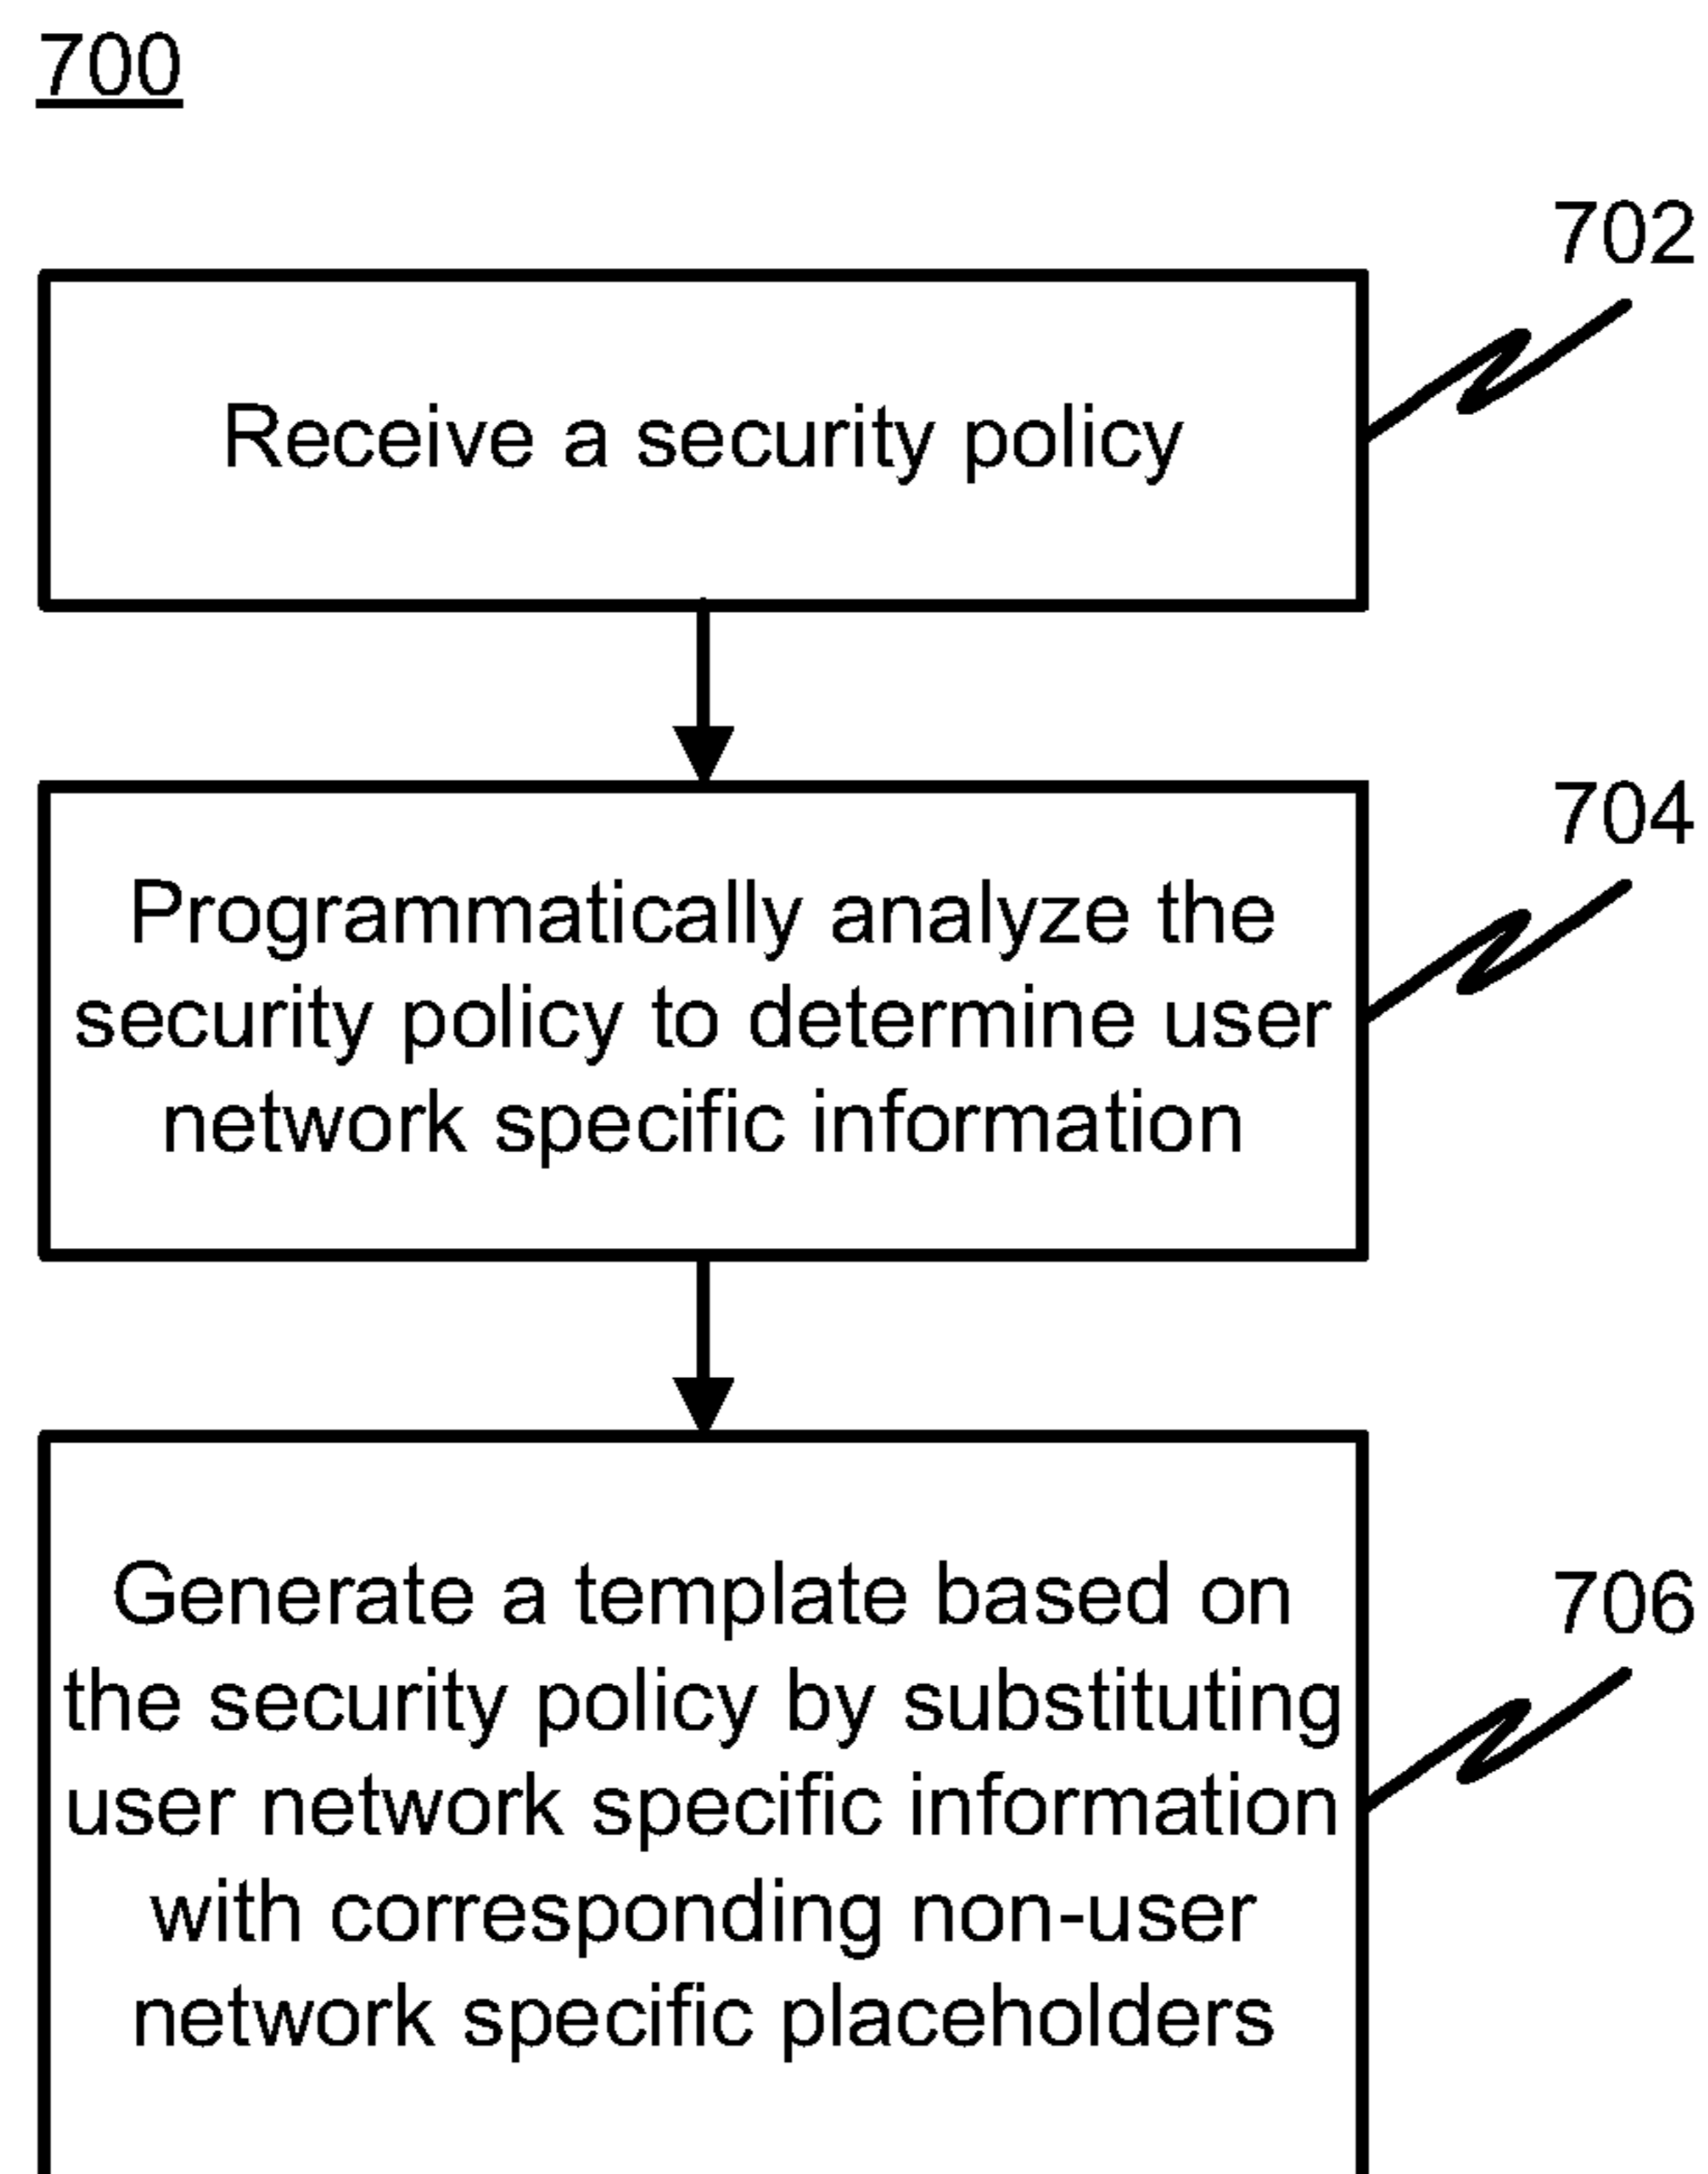 700
702
Receive a security policy
704
Programmatically analyze the
security policy to determine user
network specific information
706
Generate a template based on
the security policy by substituting
user network specific information
with corresponding non-user
network specific placeholders